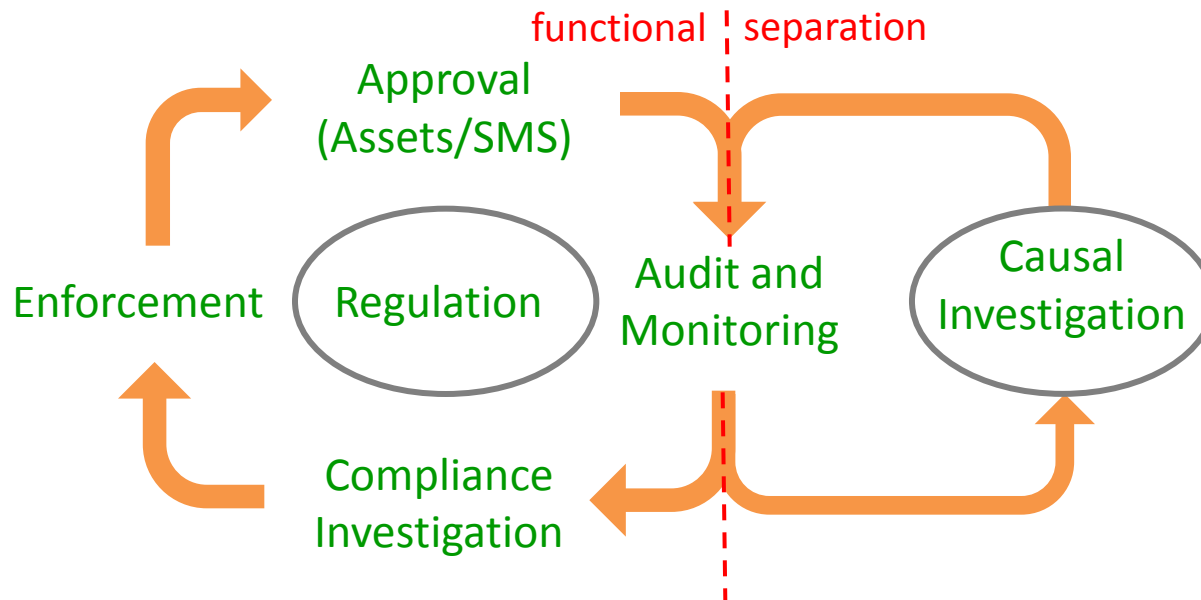 functional separation
Approval
(Assets/SMS)
Enforcement
Regulation
Audit and
Monitoring
Causal
Investigation
Compliance
Investigation